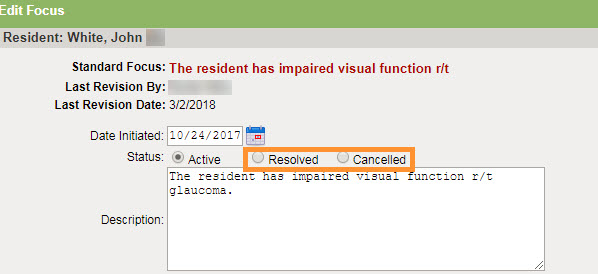 Edit Focus
Resident: White, John
Standard Focus: The resident has impaired visual function r/t
Last Revision By:
Last Revision Date: 3/2/2018
Date Initiated: 10/24/2017
Status: Active Resolved Cancelled
The resident has impaired visual function r/t
glaucoma.
Description: